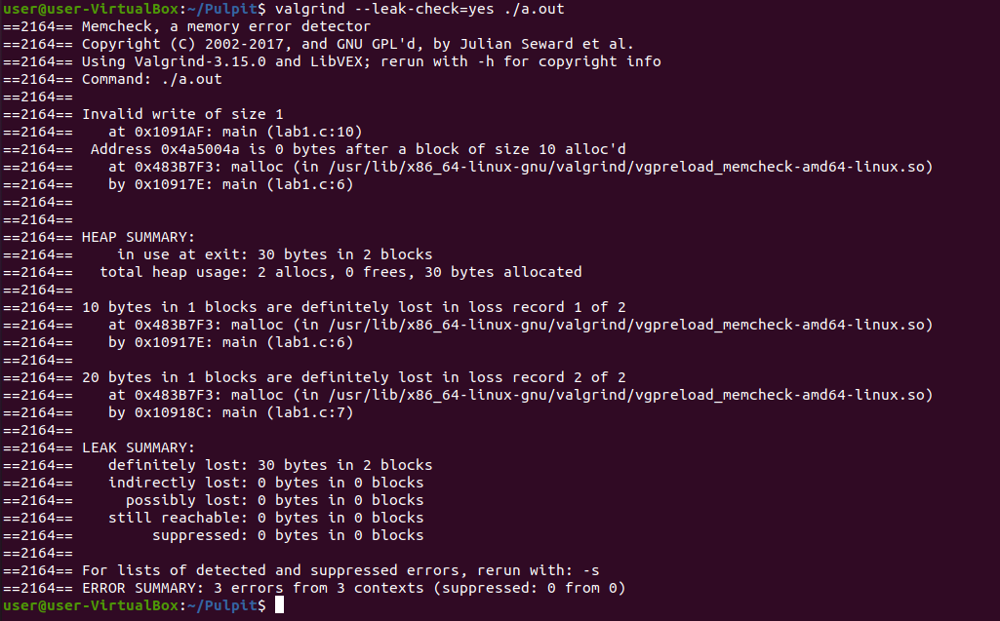 user@user-VirtualBox:~/Pulpit$ valgrind --leak-check=yes ./a.out
==2164== Memcheck, a memory error detector
==2164== Copyright (C) 2002-2017, and GNU GPL'd, by Julian Seward et al.
==2164== Using Valgrind-3.15.0 and LibVEX; rerun with -h for copyright info
==2164== Command: ./a.out
==2164==
==2164== Invalid write of size 1
==2164==    at 0x1091AF: main (lab1.c:10)
==2164==  Address 0x4a5004a is 0 bytes after a block of size 10 alloc'd
==2164==    at 0x483B7F3: malloc (in /usr/lib/x86_64-linux-gnu/valgrind/vgpreload_memcheck-amd64-linux.so)
==2164==    by 0x10917E: main (lab1.c:6)
==2164==
==2164==
==2164== HEAP SUMMARY:
==2164==     in use at exit: 30 bytes in 2 blocks
==2164==   total heap usage: 2 allocs, 0 frees, 30 bytes allocated
==2164==
==2164== 10 bytes in 1 blocks are definitely lost in loss record 1 of 2
==2164==    at 0x483B7F3: malloc (in /usr/lib/x86_64-linux-gnu/valgrind/vgpreload_memcheck-amd64-linux.so)
==2164==    by 0x10917E: main (lab1.c:6)
==2164==
==2164== 20 bytes in 1 blocks are definitely lost in loss record 2 of 2
==2164==    at 0x483B7F3: malloc (in /usr/lib/x86_64-linux-gnu/valgrind/vgpreload_memcheck-amd64-linux.so)
==2164==    by 0x10918C: main (lab1.c:7)
==2164==
==2164== LEAK SUMMARY:
==2164==    definitely lost: 30 bytes in 2 blocks
==2164==    indirectly lost: 0 bytes in 0 blocks
==2164==      possibly lost: 0 bytes in 0 blocks
==2164==    still reachable: 0 bytes in 0 blocks
==2164==         suppressed: 0 bytes in 0 blocks
==2164==
==2164== For lists of detected and suppressed errors, rerun with: -s
==2164== ERROR SUMMARY: 3 errors from 3 contexts (suppressed: 0 from 0)
user@user-VirtualBox:~/Pulpit$